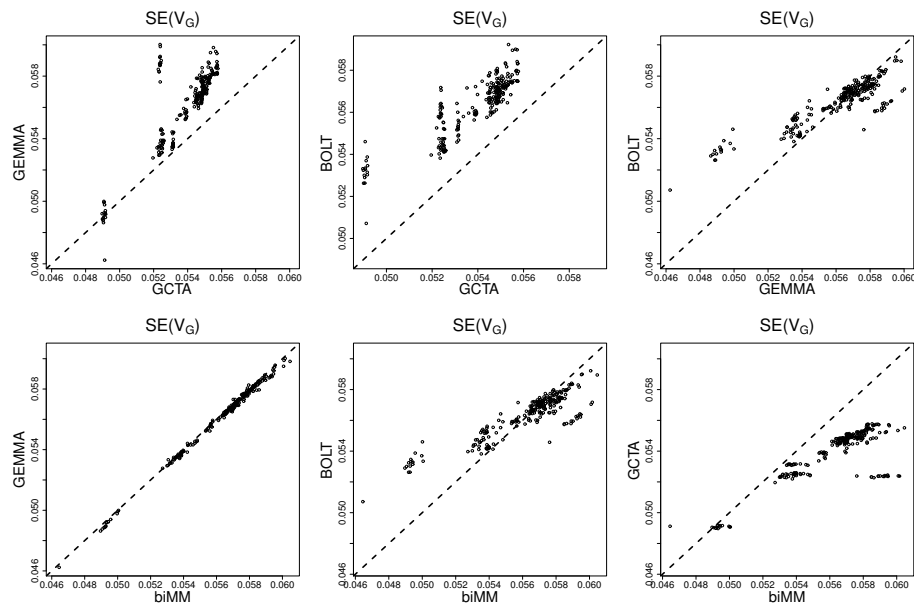 SE(V_G) SE(V_G) SE(V_G)
GEMMA
0.046 0.050 0.054 0.058
0.046 0.048 0.050 0.052 0.054 0.056 0.058 0.060
GCTA
BOLT
0.050 0.052 0.054 0.056 0.058
0.050 0.052 0.054 0.056 0.058
GCTA
BOLT
0.046 0.050 0.054 0.058
0.046 0.048 0.050 0.052 0.054 0.056 0.058 0.060
GEMMA
SE(V_G) SE(V_G) SE(V_G)
GEMMA
0.046 0.050 0.054 0.058
0.046 0.048 0.050 0.052 0.054 0.056 0.058 0.060
biMM
BOLT
0.046 0.050 0.054 0.058
0.046 0.048 0.050 0.052 0.054 0.056 0.058 0.060
biMM
GCTA
0.046 0.050 0.054 0.058
0.046 0.048 0.050 0.052 0.054 0.056 0.058 0.060
biMM